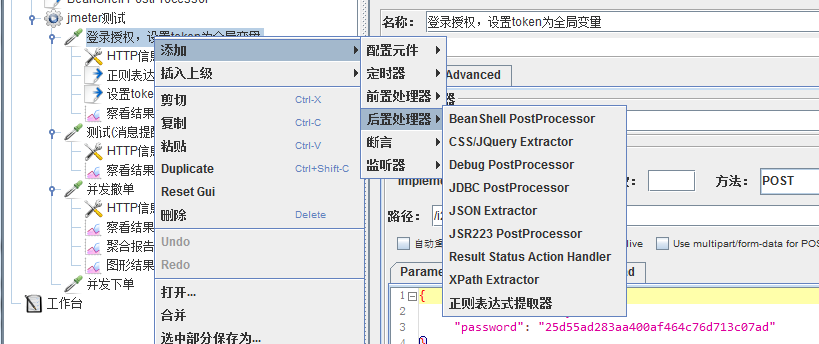 jmeter测试
登录授权，设置token为全局变量
HTTP信息
正则表达
设置token
察看结果
测试(消息提醒
HTTP信息
察看结果
并发撤单
HTTP信息
察看结果
聚合报告
图形结果
并发下单
工作台
添加
插入上级
剪切 Ctrl-X
复制 Ctrl-C
粘贴 Ctrl-V
Duplicate Ctrl+Shift-C
Reset Gui
删除 Delete
Undo
Redo
打开...
合并
选中部分保存为...
配置元件
定时器
前置处理器
后置处理器
断言
监听器
BeanShell PostProcessor
CSS/JQuery Extractor
Debug PostProcessor
JDBC PostProcessor
JSON Extractor
JSR223 PostProcessor
Result Status Action Handler
XPath Extractor
正则表达式提取器
名称： 登录授权，设置token为全局变量
Advanced
器
Impleme
方法： POST
路径： /i
自动重
live
Use multipart/form-data for POS
Parame
d
1 {
"password": "25d55ad283aa400af464c76d713c07ad"